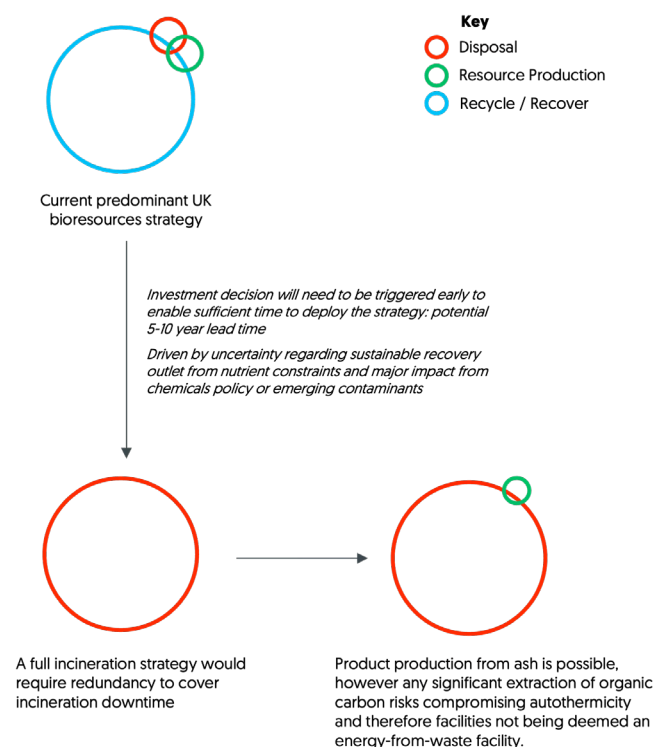 Key
Disposal
Resource Production
Recycle / Recover
Current predominant UK
bioresources strategy
Investment decision will need to be triggered early to
enable sufficient time to deploy the strategy: potential
5-10 year lead time
Driven by uncertainty regarding sustainable recovery
outlet from nutrient constraints and major impact from
chemicals policy or emerging contaminants
A full incineration strategy would
require redundancy to cover
incineration downtime
Product production from ash is possible,
however any significant extraction of organic
carbon risks compromising autothermicity
and therefore facilities not being deemed an
energy-from-waste facility.